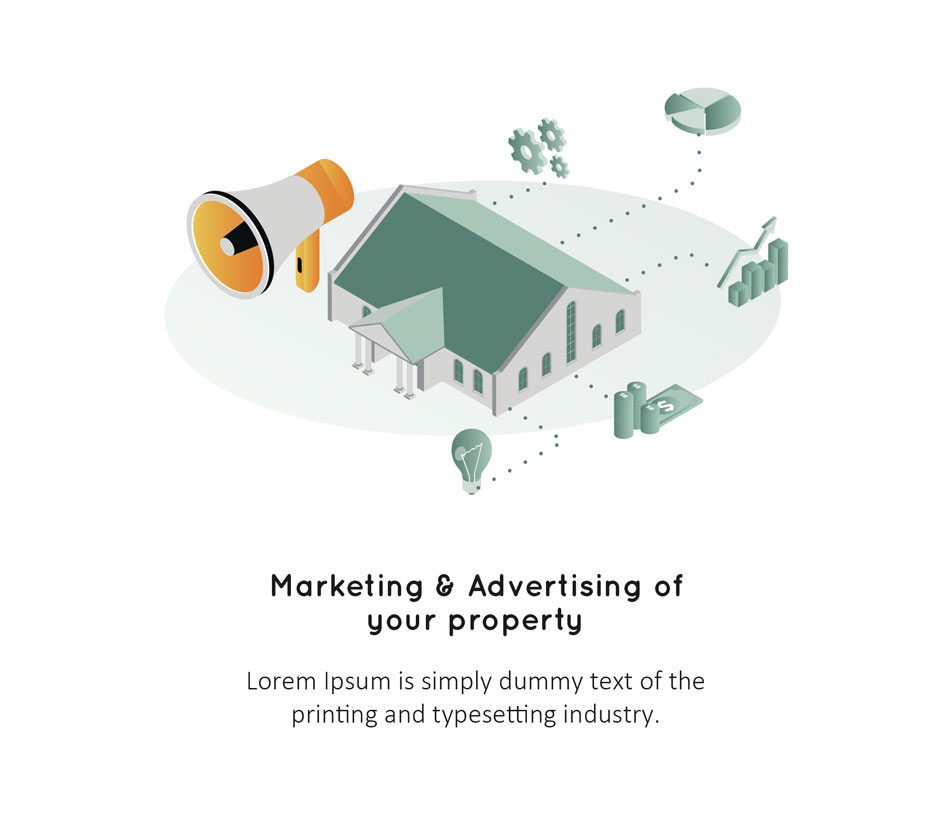 Marketing & Advertising of
your property
Lorem Ipsum is simply dummy text of the
printing and typesetting industry.